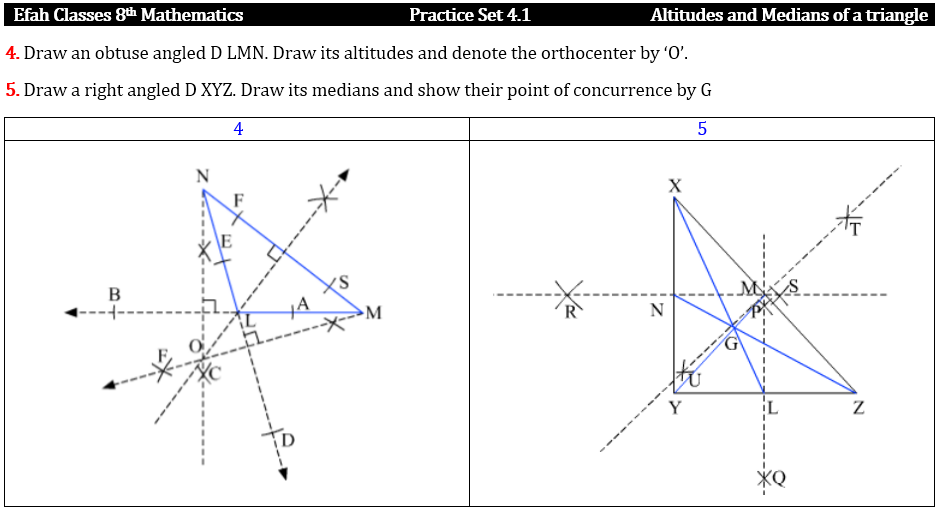 Efah Classes 8th Mathematics Practice Set 4.1 Altitudes and Medians of a triangle
4. Draw an obtuse angled D LMN. Draw its altitudes and denote the orthocenter by ‘O’.
5. Draw a right angled D XYZ. Draw its medians and show their point of concurrence by G
4 5
N
F
E
S
B
A
M
L
O
F
C
D
X
T
M S
R
N
P
G
U
Y L Z
Q